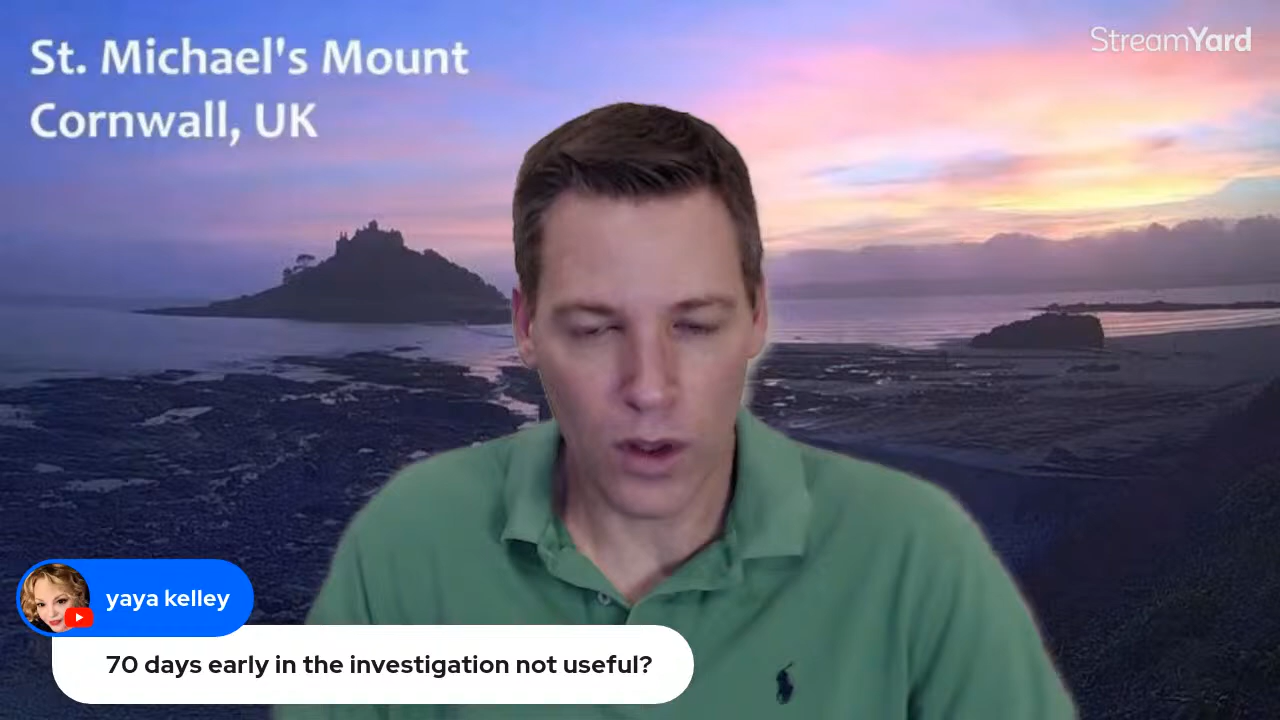 St. Michael's Mount
Cornwall, UK
StreamYard
yaya kelley
70 days early in the investigation not useful?